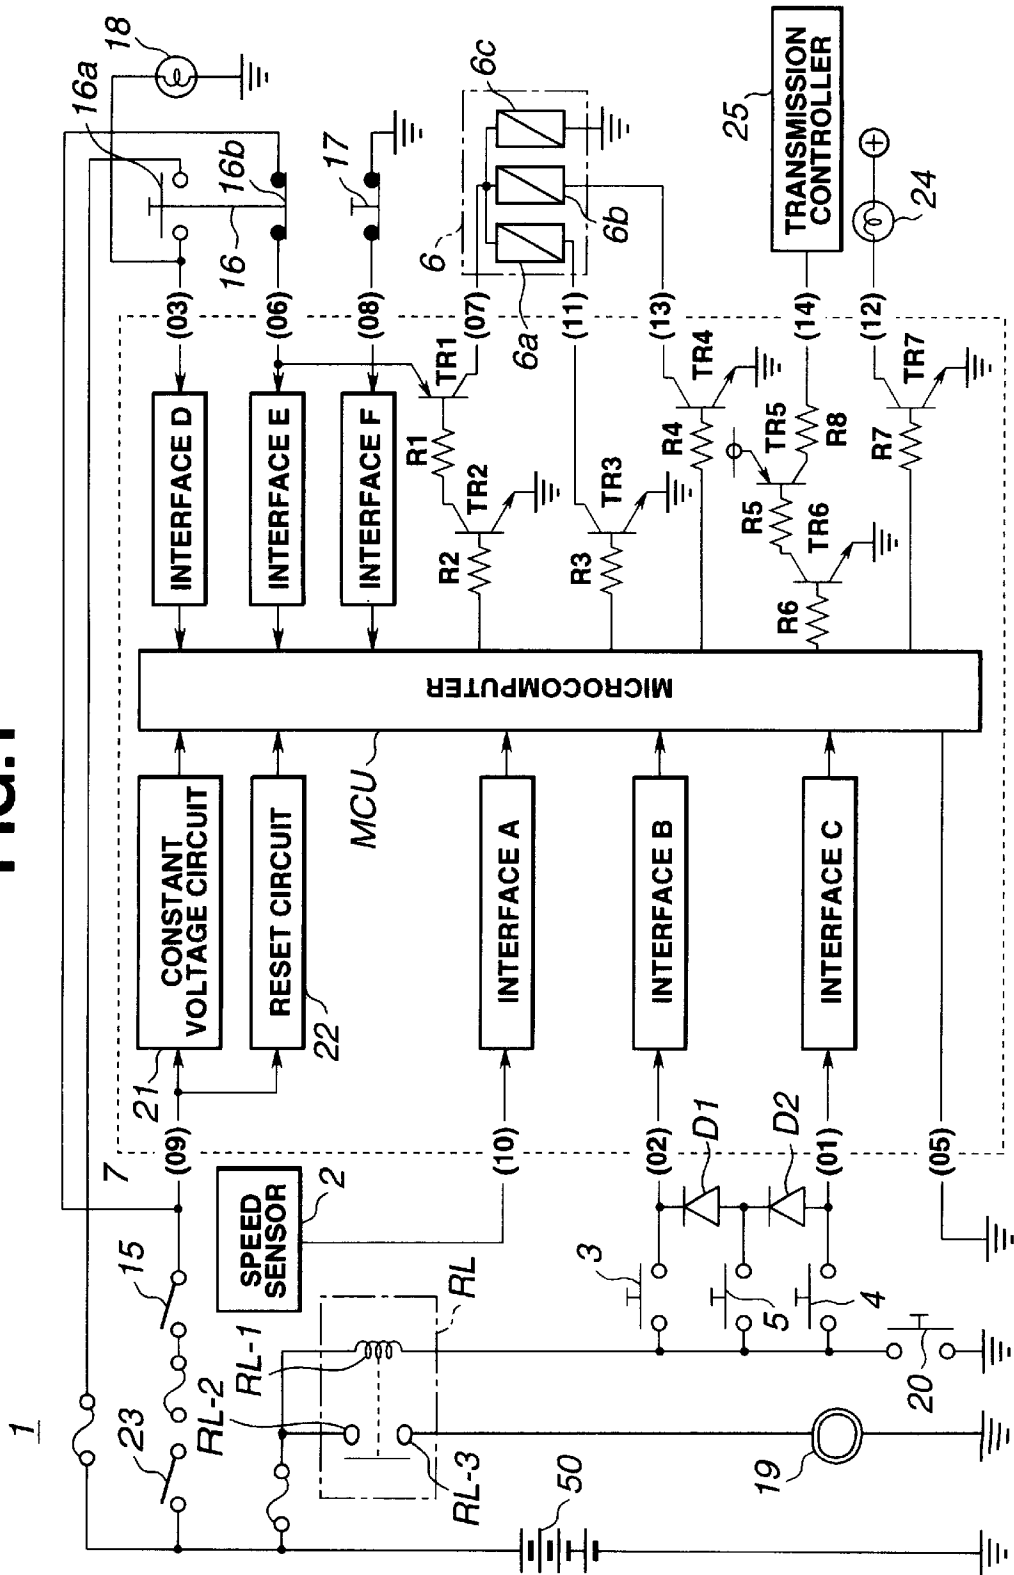 FIG.1
1
7
23
15
(09)
21
CONSTANT
VOLTAGE CIRCUIT
RESET CIRCUIT
22
MCU
MICROCOMPUTER
INTERFACE D
INTERFACE E
INTERFACE F
(03)
(06)
(08)
16
16a
16b
17
18
SPEED
SENSOR
2
RL-1
RL-2
RL-3
RL
50
19
20
3
5
4
D1
D2
(10)
(02)
(01)
(05)
INTERFACE A
INTERFACE B
INTERFACE C
R1
TR1
R2
TR2
(07)
6
6a
6b
6c
R3
TR3
(11)
R4
TR4
(13)
R5
TR5
R6
TR6
R8
(14)
25
TRANSMISSION
CONTROLLER
R7
TR7
(12)
24
+